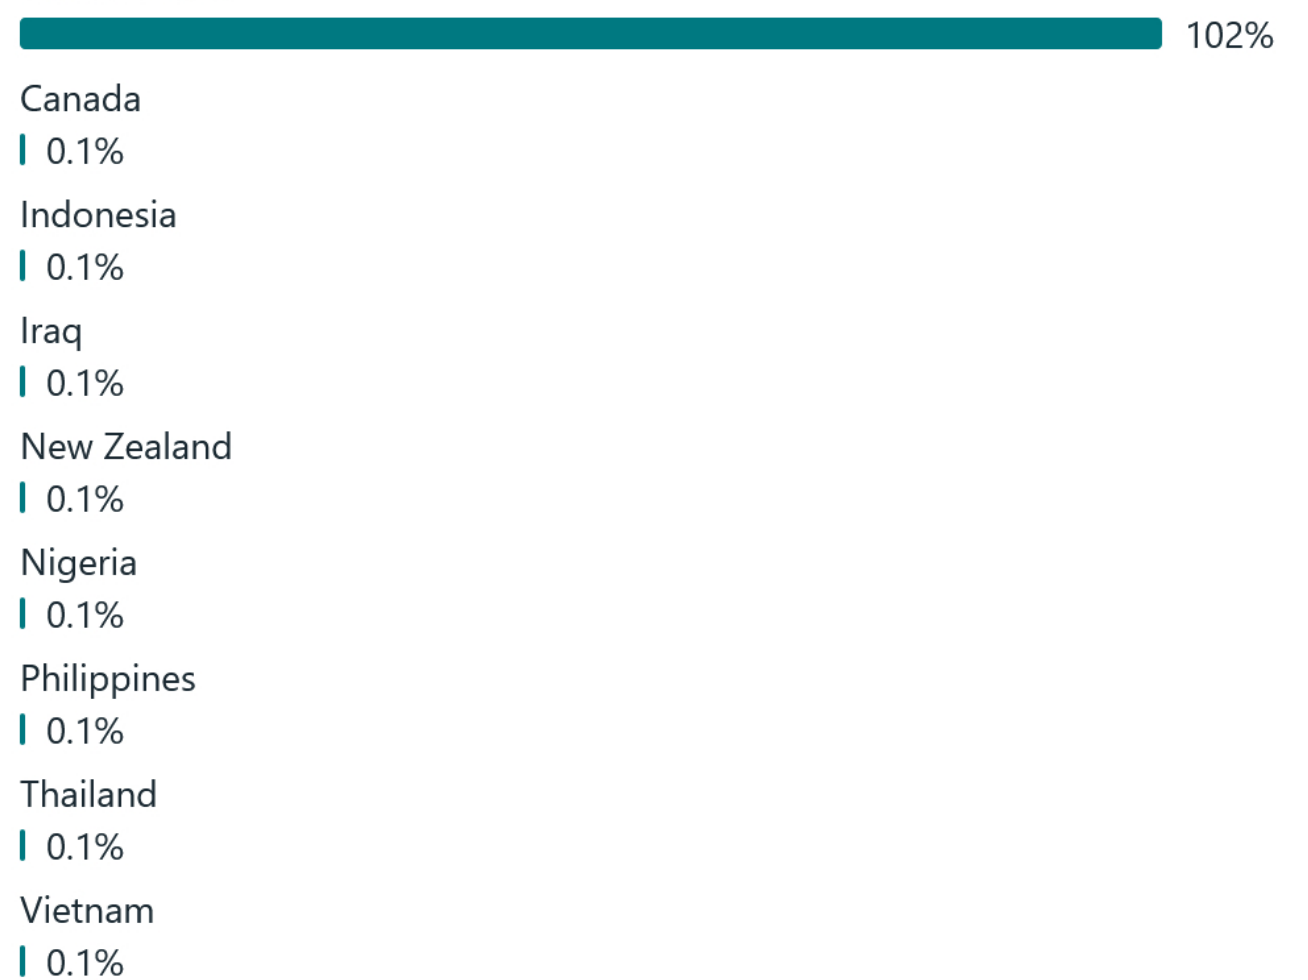 102%
Canada
0.1%
Indonesia
0.1%
Iraq
0.1%
New Zealand
0.1%
Nigeria
0.1%
Philippines
0.1%
Thailand
0.1%
Vietnam
0.1%